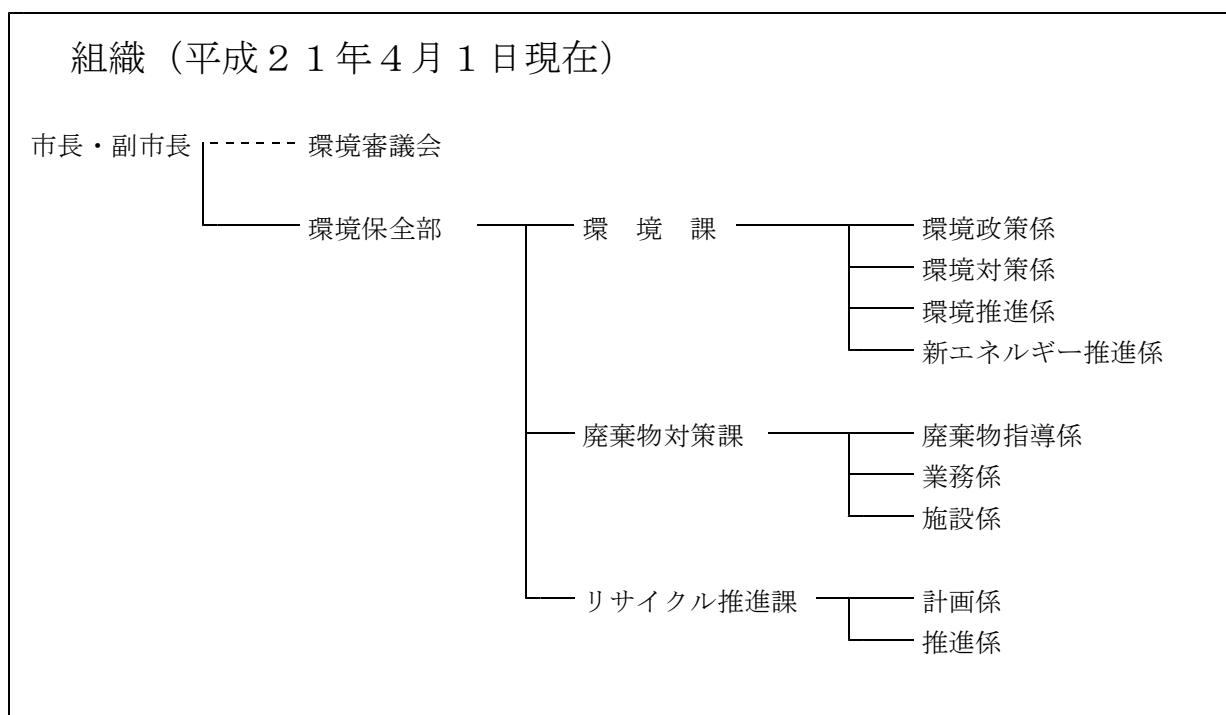 組織（平成２１年４月１日現在）
市長・副市長 環境審議会
環境保全部 環　境　課 環境政策係
環境対策係
環境推進係
新エネルギー推進係
廃棄物対策課 廃棄物指導係
業務係
施設係
リサイクル推進課 計画係
推進係